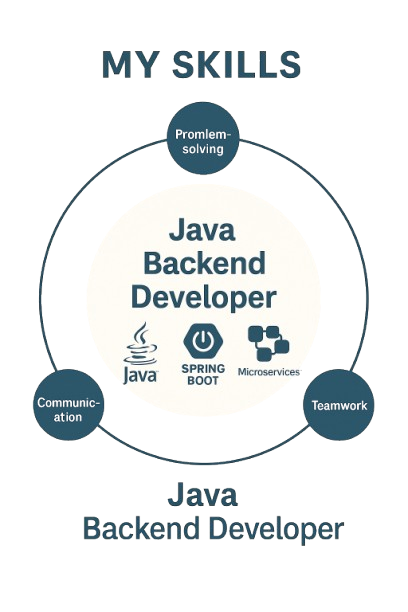 MY SKILLS
Promlem-
solving
Java
Backend
Developer
Java
SPRING
BOOT
Microservices
Communic-
ation
Teamwork
Java
Backend Developer